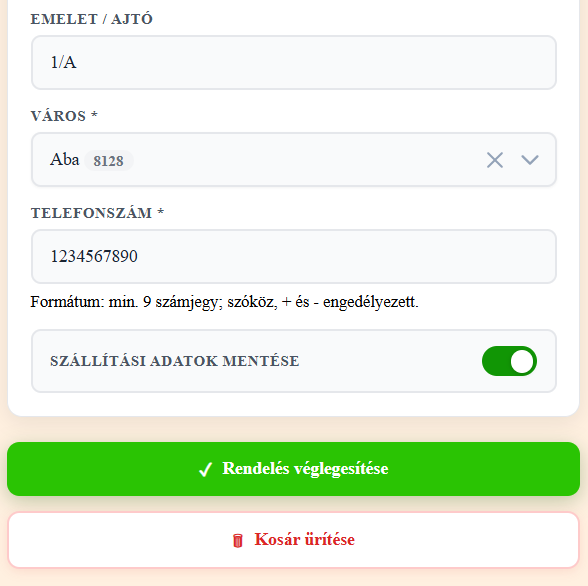 EMELET / AJTÓ
1/A
VÁROS *
Aba 8128
TELEFONSZÁM *
1234567890
Formátum: min. 9 számjegy; szóköz, + és - engedélyezett.
SZÁLLÍTÁSI ADATOK MENTÉSE
✓ Rendelés véglegesítése
Kosár ürítése